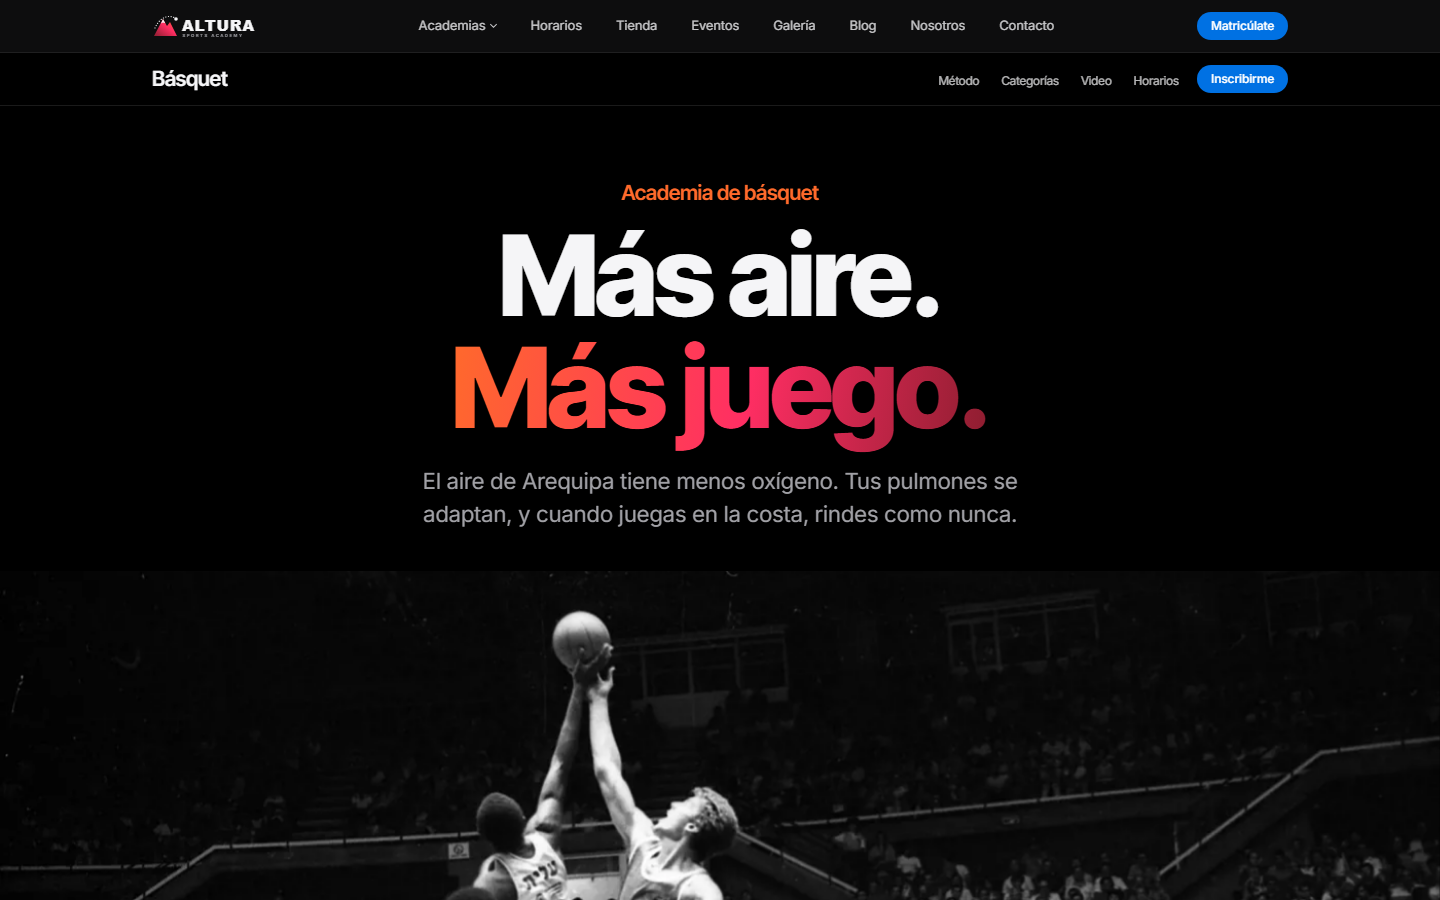 ALTURA
SPORTS ACADEMY
Academias
Horarios
Tienda
Eventos
Galería
Blog
Nosotros
Contacto
Matricúlate
Básquet
Método
Categorías
Video
Horarios
Inscribirme
Academia de básquet
Más aire.
Más juego.
El aire de Arequipa tiene menos oxígeno. Tus pulmones se
adaptan, y cuando juegas en la costa, rindes como nunca.